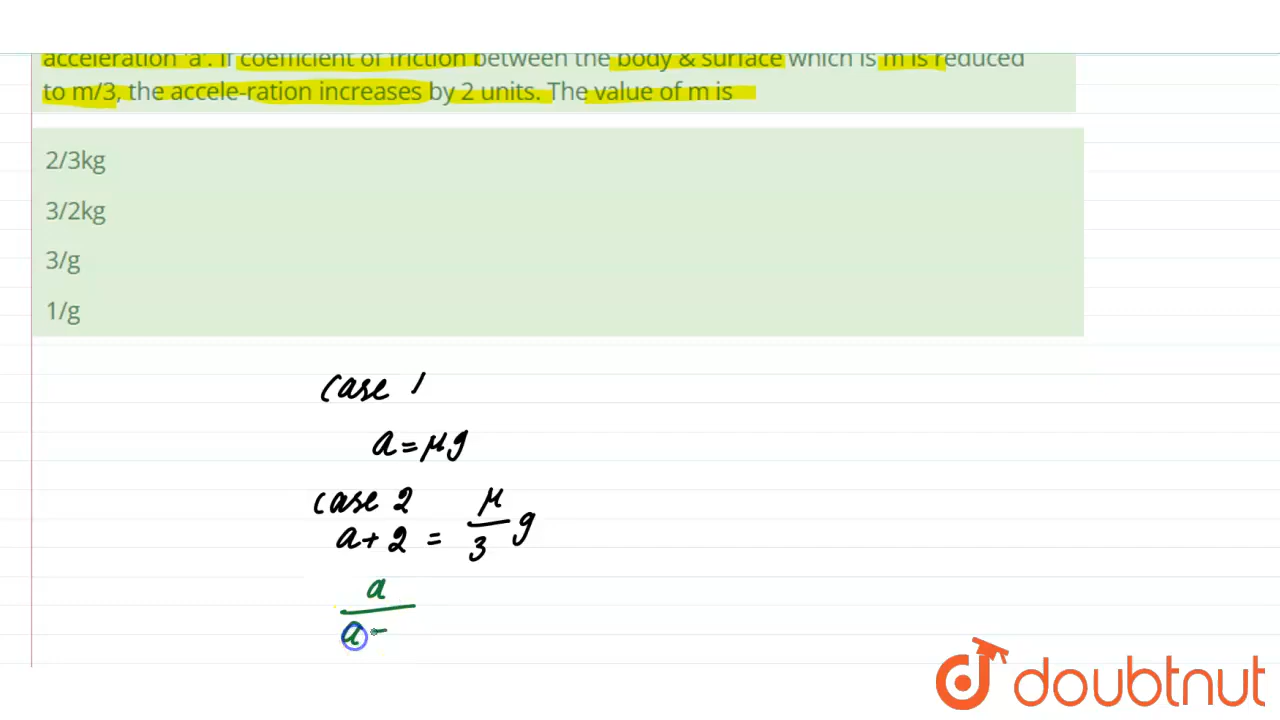 acceleration 'a'. If coefficient of friction between the body & surface which is m is reduced
to m/3, the accele-ration increases by 2 units. The value of m is
2/3kg
3/2kg
3/g
1/g
case 1
a = μg
case 2
a + 2 = μ/3 g
a
a -
doubtnut